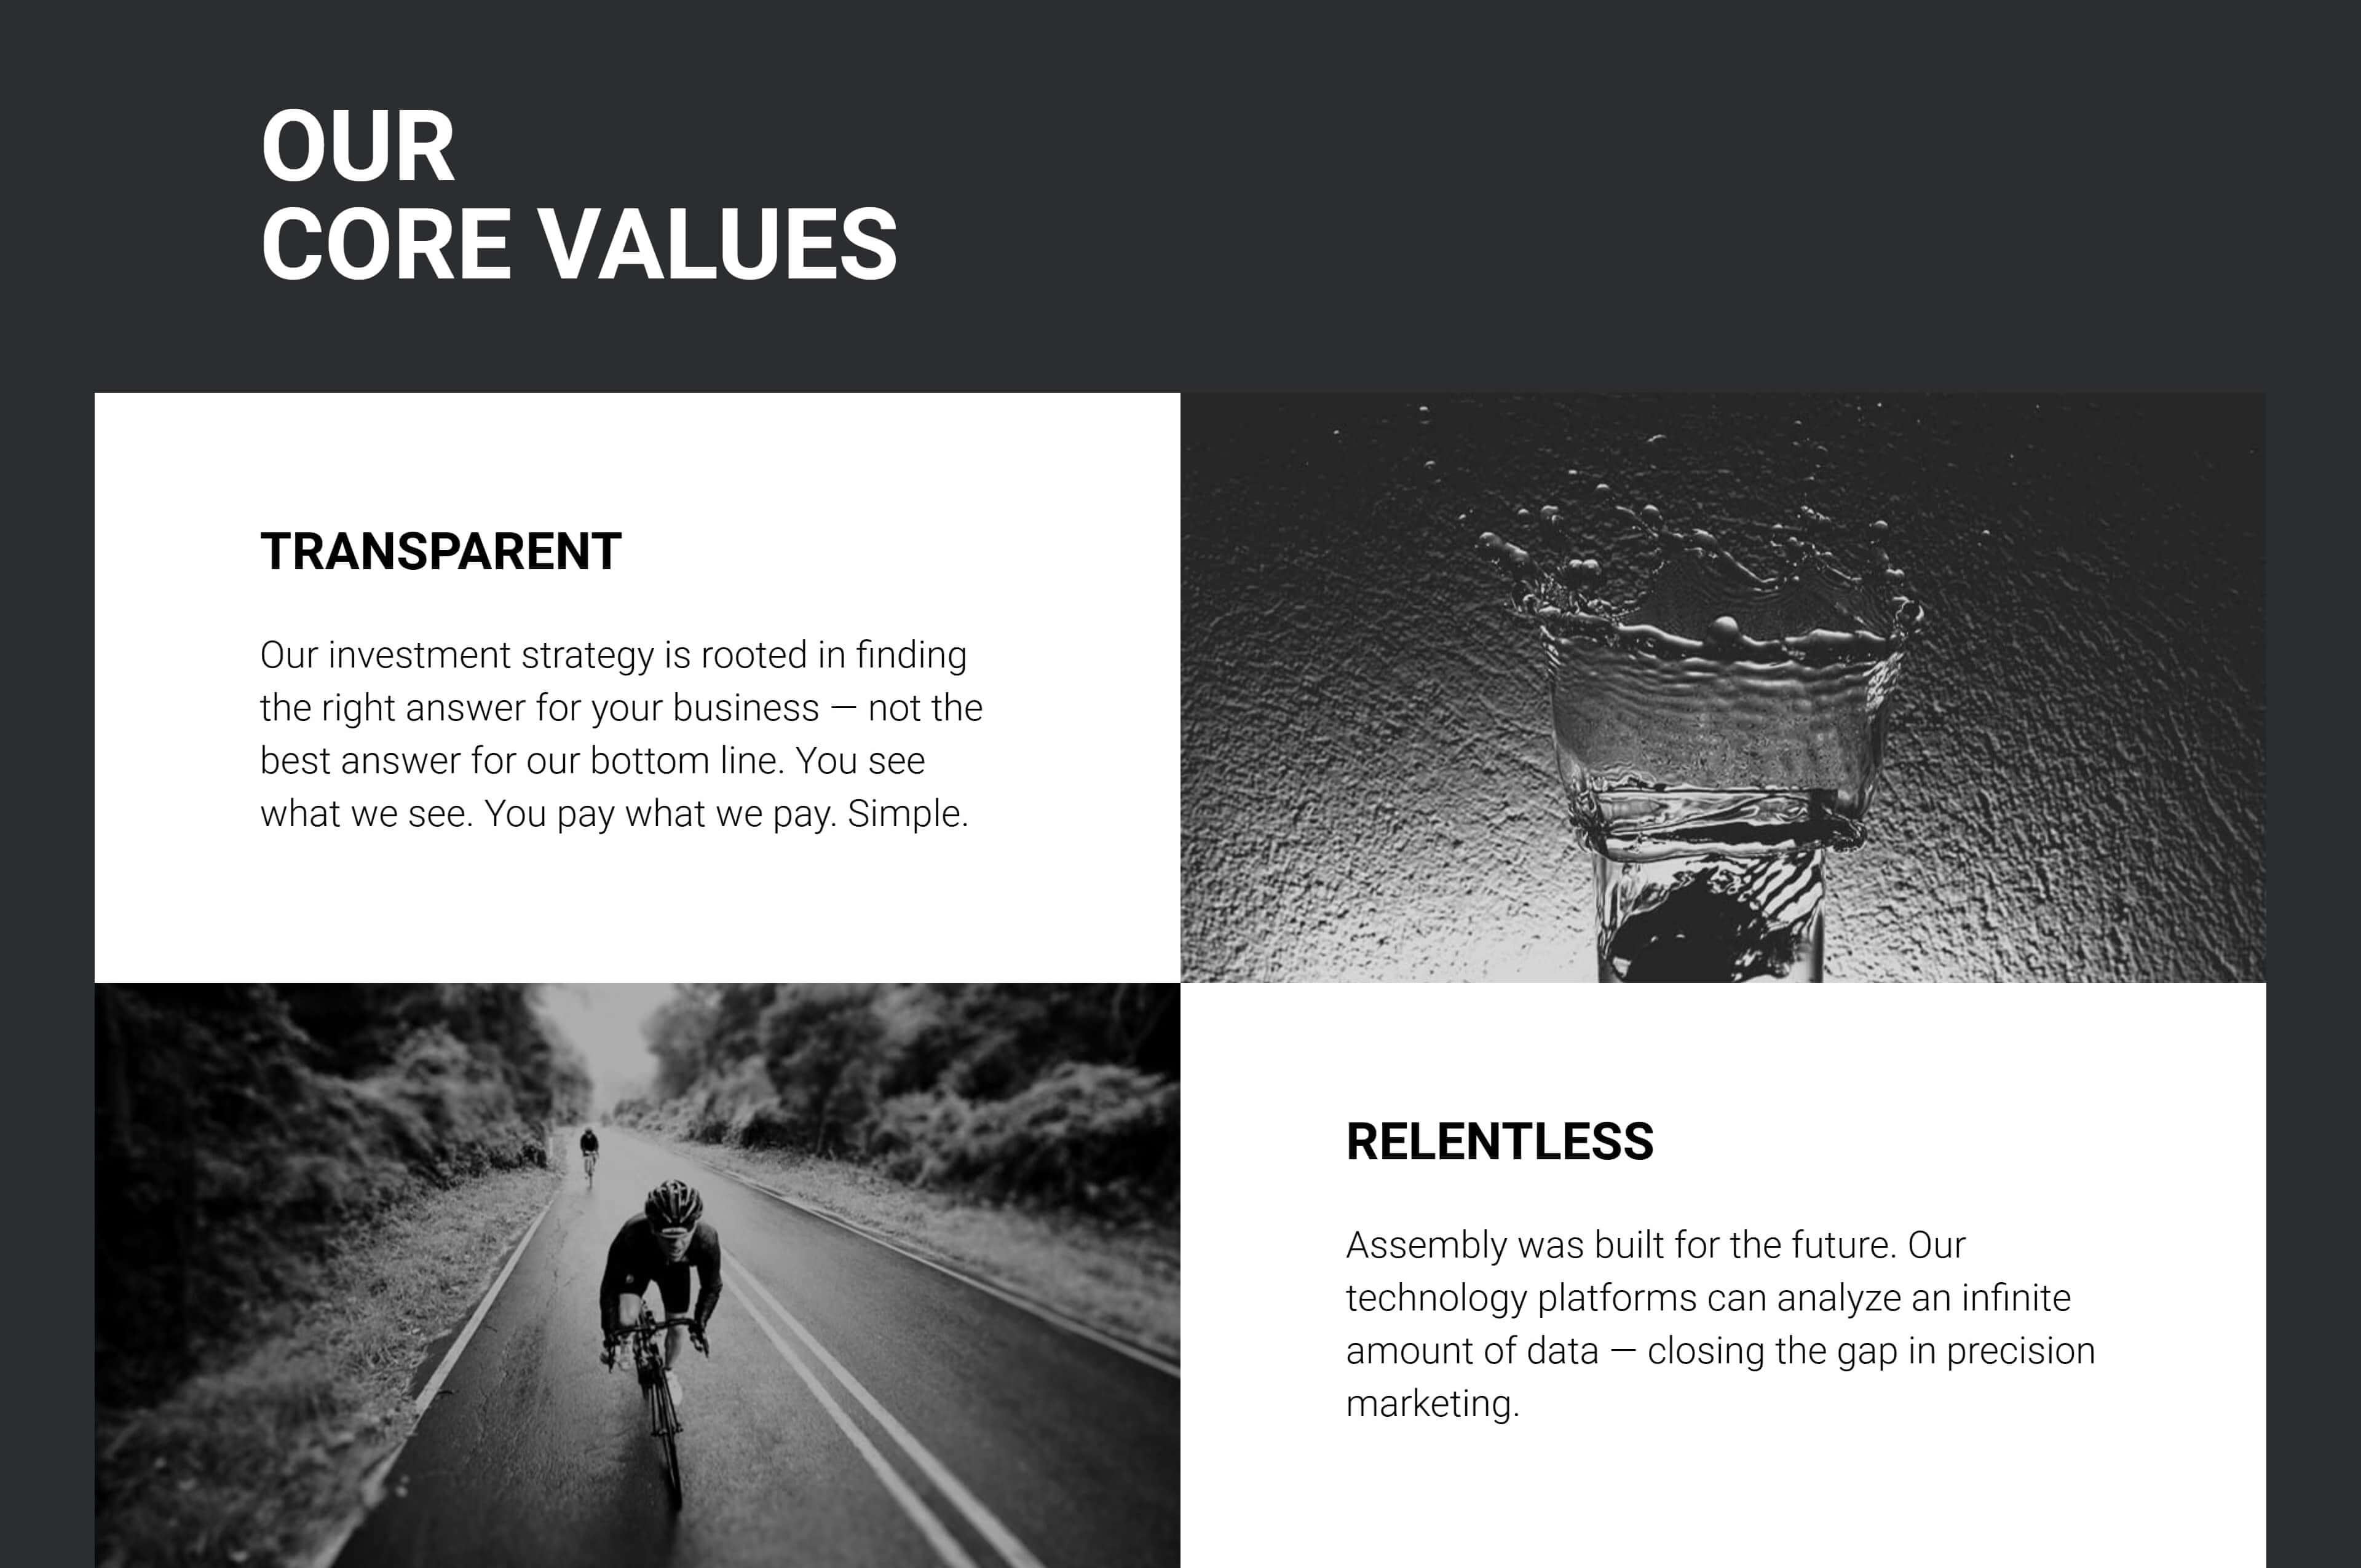 OUR
CORE VALUES
TRANSPARENT
Our investment strategy is rooted in finding
the right answer for your business — not the
best answer for our bottom line. You see
what we see. You pay what we pay. Simple.
RELENTLESS
Assembly was built for the future. Our
technology platforms can analyze an infinite
amount of data — closing the gap in precision
marketing.